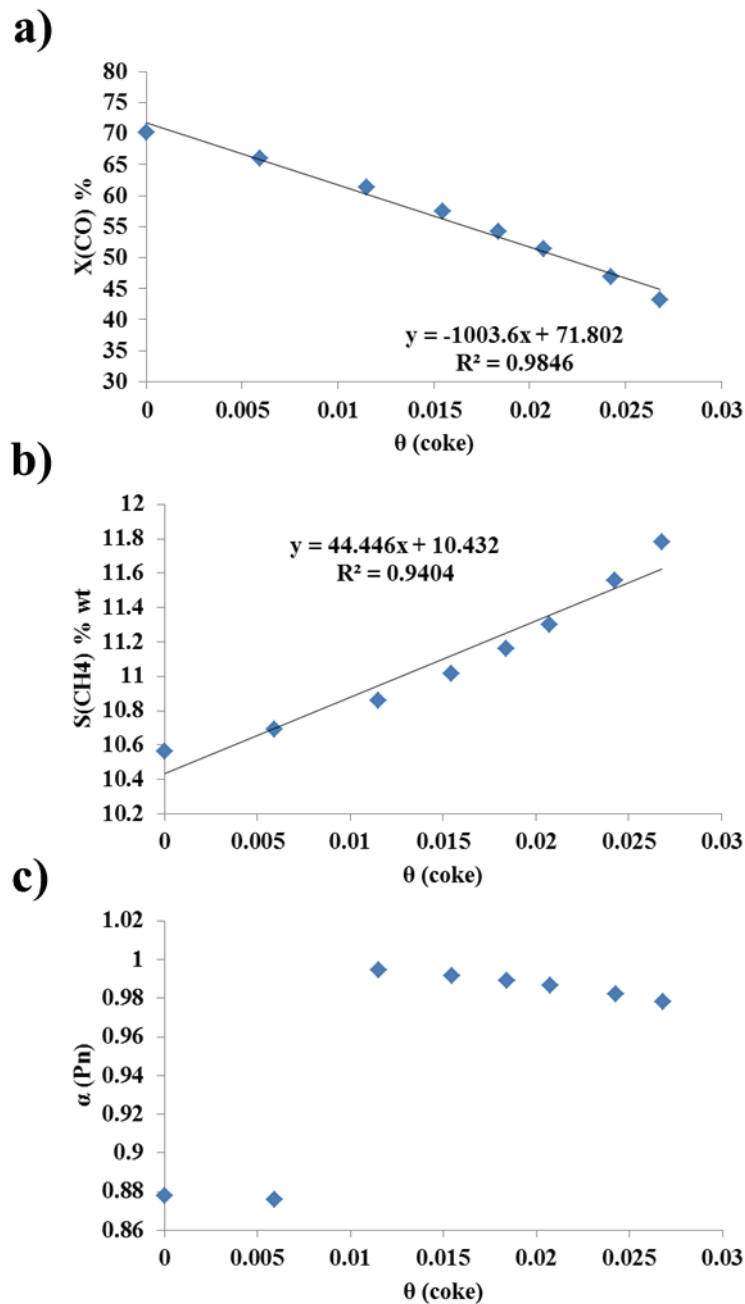 a)
80
75
70
65
60
55
50
45
40
35
30
X(CO) %
y = -1003.6x + 71.802
R² = 0.9846
0 0.005 0.01 0.015 0.02 0.025 0.03
θ (coke)
b)
12
11.8
11.6
11.4
11.2
11
10.8
10.6
10.4
10.2
S(CH4) % wt
y = 44.446x + 10.432
R² = 0.9404
0 0.005 0.01 0.015 0.02 0.025 0.03
θ (coke)
c)
1.02
1
0.98
0.96
0.94
0.92
0.9
0.88
0.86
α (Pn)
0 0.005 0.01 0.015 0.02 0.025 0.03
θ (coke)